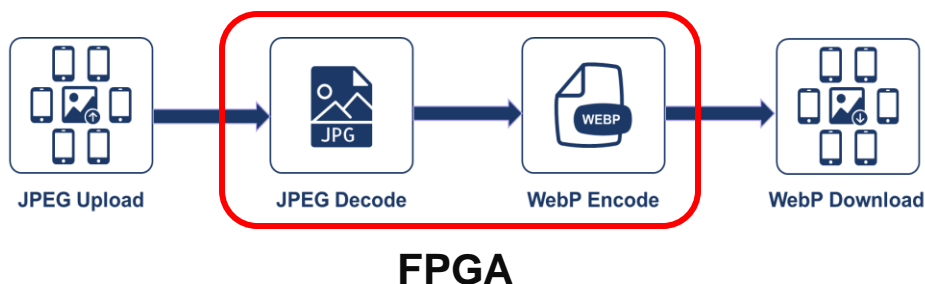 JPG
WEBP
JPEG Upload
JPEG Decode
WebP Encode
WebP Download
FPGA